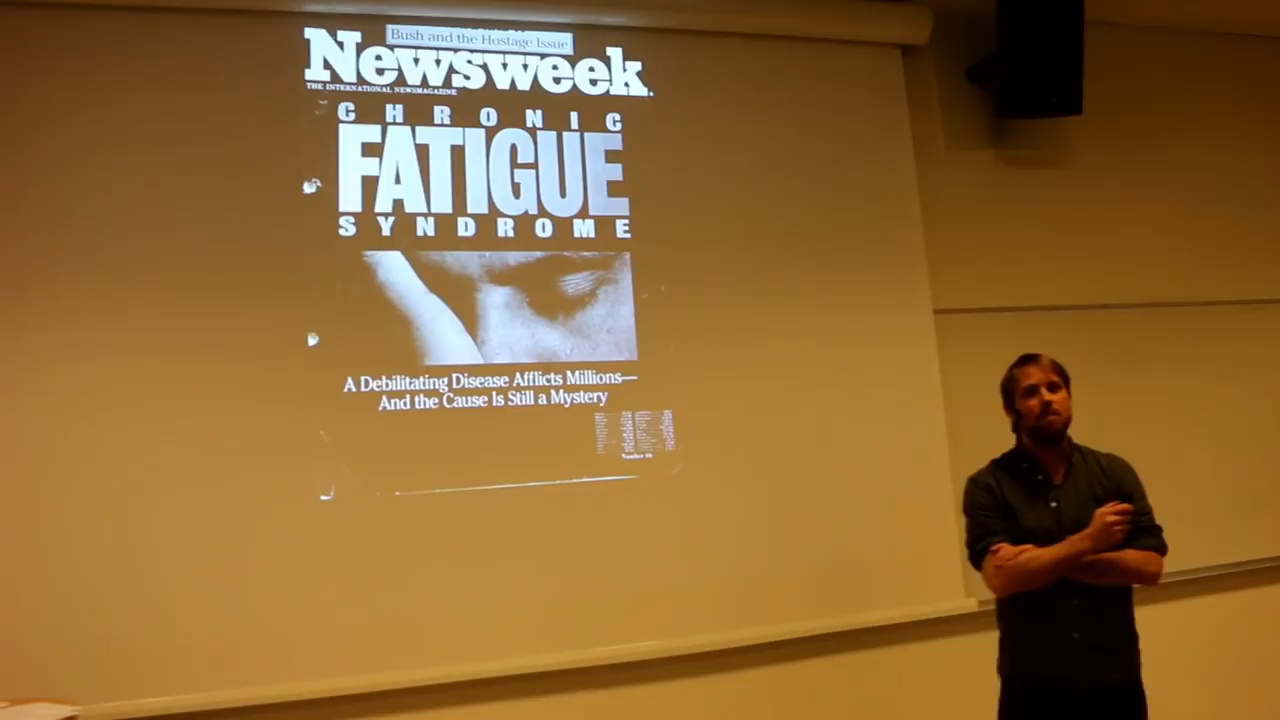 Bush and the Hostage Issue
Newsweek
THE INTERNATIONAL NEWSMAGAZINE
CHRONIC
FATIGUE
SYNDROME
A Debilitating Disease Afflicts Millions—
And the Cause Is Still a Mystery